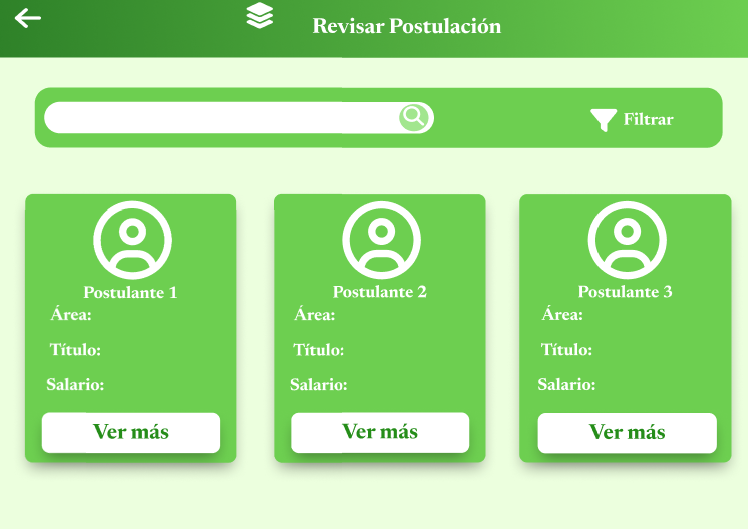 Revisar Postulación
Filtrar
Postulante 1
Área:
Título:
Salario:
Ver más
Postulante 2
Área:
Título:
Salario:
Ver más
Postulante 3
Área:
Título:
Salario:
Ver más